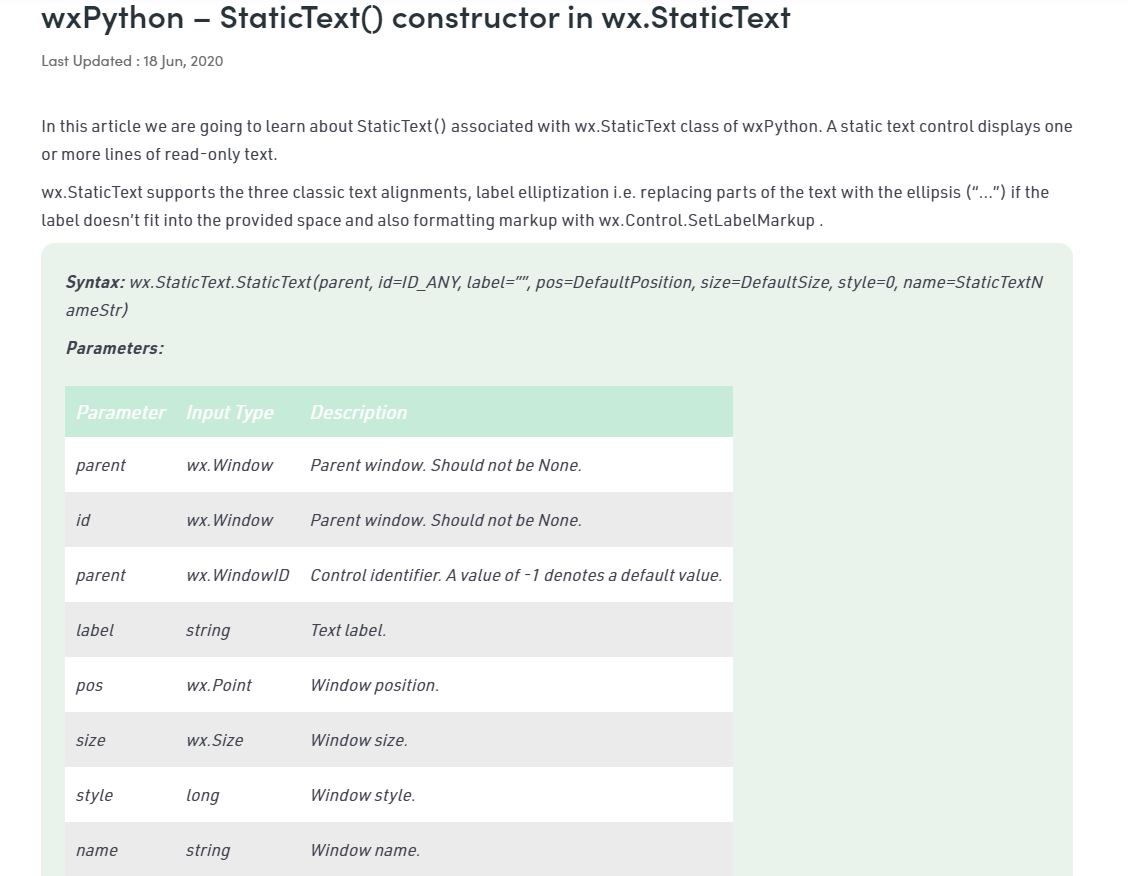 wxPython – StaticText() constructor in wx.StaticText
Last Updated : 18 Jun, 2020
In this article we are going to learn about StaticText() associated with wx.StaticText class of wxPython. A static text control displays one
or more lines of read-only text.
wx.StaticText supports the three classic text alignments, label elliptization i.e. replacing parts of the text with the ellipsis (“…”) if the
label doesn’t fit into the provided space and also formatting markup with wx.Control.SetLabelMarkup .
Syntax: wx.StaticText.StaticText(parent, id=ID_ANY, label=””, pos=DefaultPosition, size=DefaultSize, style=0, name=StaticTextN
ameStr)
Parameters:
Parameter Input Type Description
parent wx.Window Parent window. Should not be None.
id wx.Window Parent window. Should not be None.
parent wx.WindowID Control identifier. A value of -1 denotes a default value.
label string Text label.
pos wx.Point Window position.
size wx.Size Window size.
style long Window style.
name string Window name.